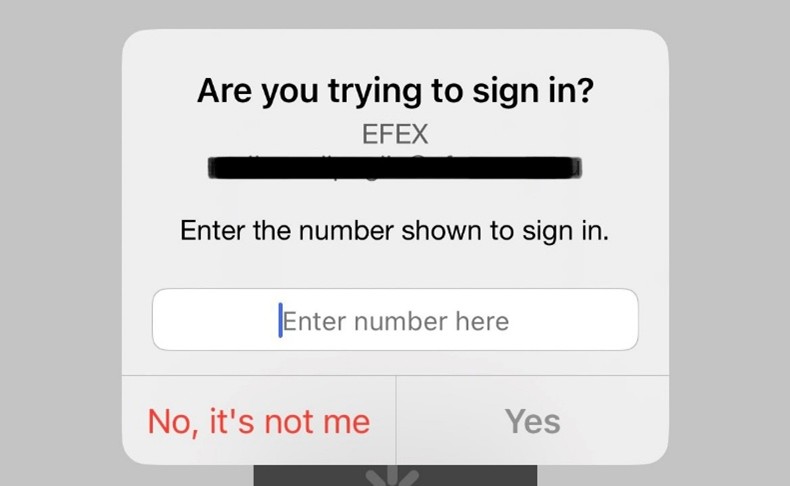 Are you trying to sign in?
EFEX
Enter the number shown to sign in.
Enter number here
No, it's not me
Yes